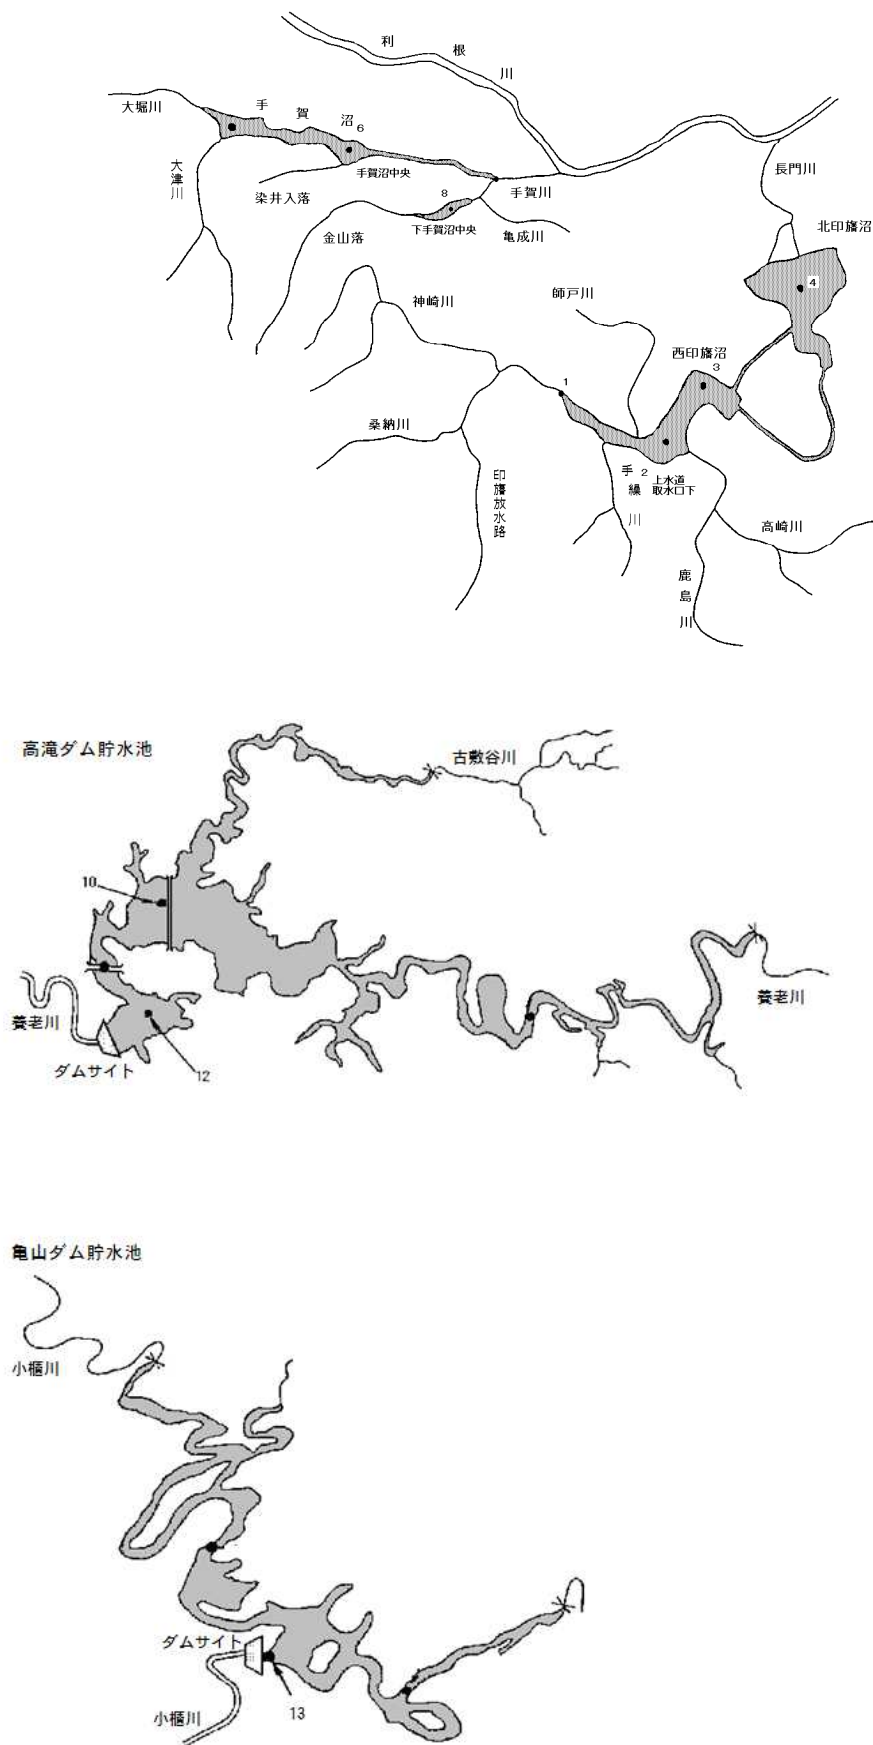 利根川
大堀川
手賀沼
6
大津川
染井入落
手賀沼中央
手賀川
長門川
8
金山落
下手賀沼中央
亀成川
北印旛沼
4
神崎川
師戸川
西印旛沼
3
1
桑納川
印旛放水路
手繰川
2
上水道
取水口下
高崎川
鹿島川
高滝ダム貯水池
古敷谷川
10
養老川
養老川
ダムサイト
12
亀山ダム貯水池
小櫃川
ダムサイト
小櫃川
13